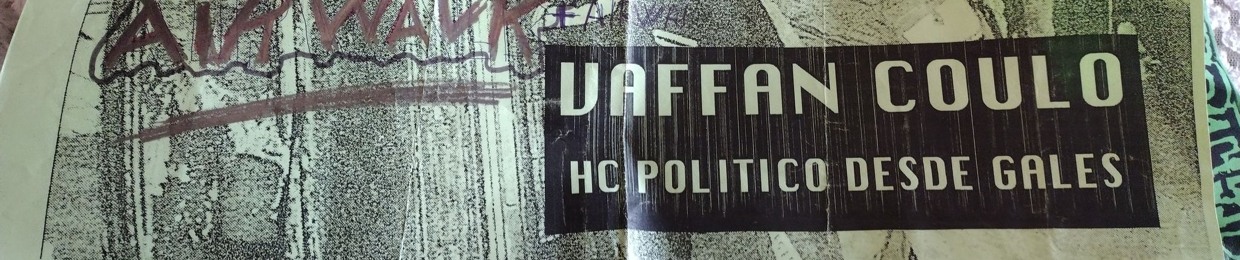 AIRWALK
VAFFAN COULO
HC POLITICO DESDE GALES